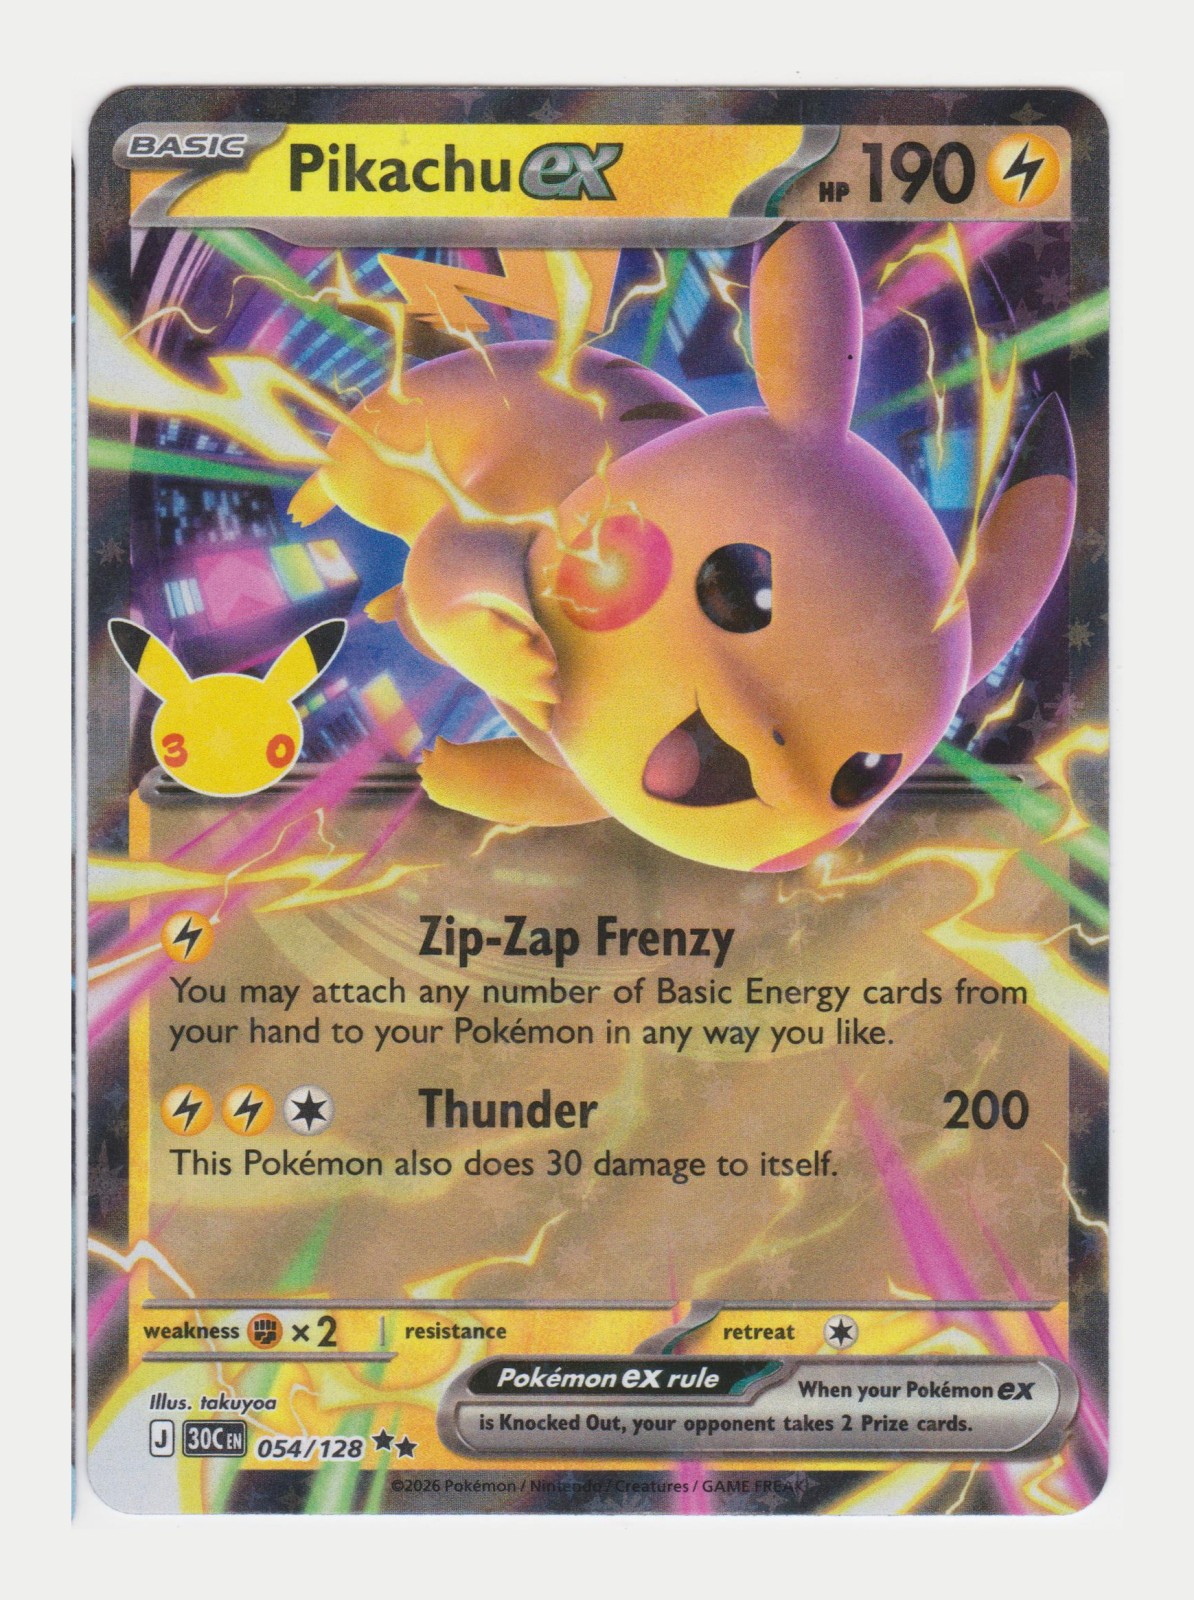 BASIC
Pikachu ex
HP 190
30
Zip-Zap Frenzy
You may attach any number of Basic Energy cards from
your hand to your Pokémon in any way you like.
Thunder 200
This Pokémon also does 30 damage to itself.
weakness ×2 resistance retreat
Pokémon ex rule When your Pokémon ex
is Knocked Out, your opponent takes 2 Prize cards.
Illus. takuyoa
J 30C EN 054/128
©2026 Pokémon / Nintendo / Creatures / GAME FREAK